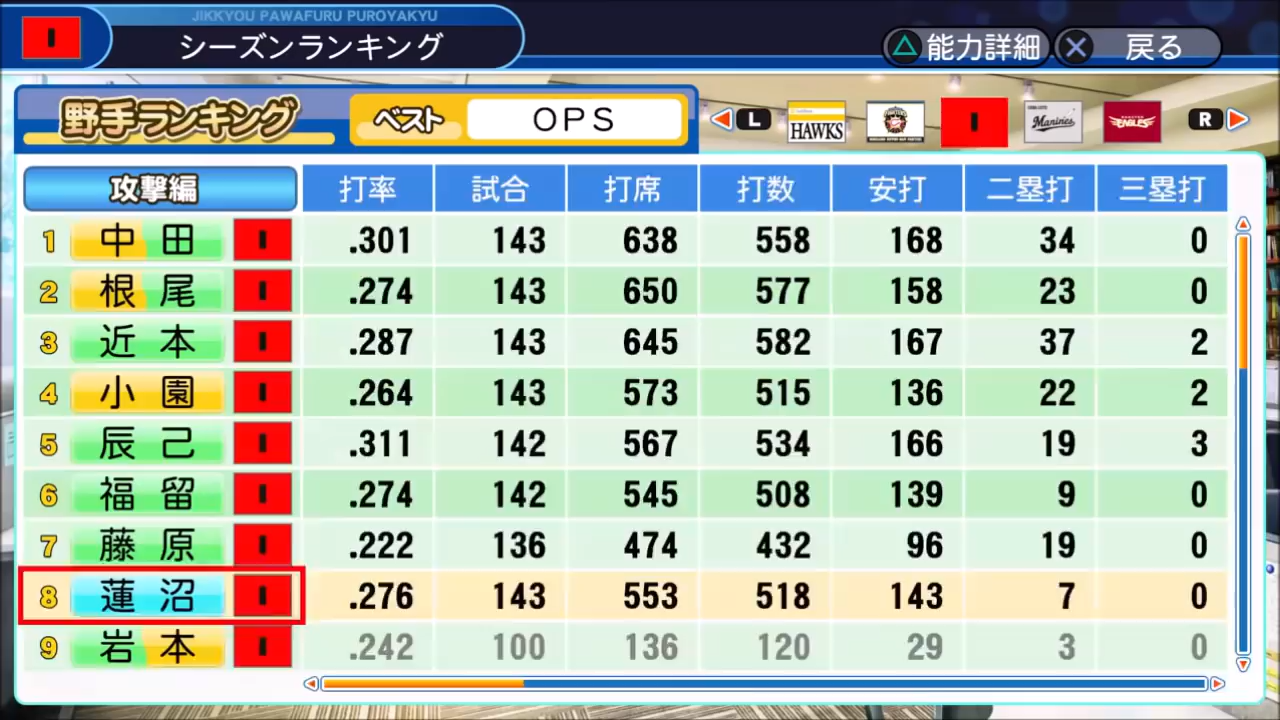 JIKKYOU PAWAFURU PUROYAKYU
I シーズンランキング △能力詳細 × 戻る
野手ランキング ベスト OPS L HAWKS FIGHTERS I Marines EAGLES R
攻撃編 打率 試合 打席 打数 安打 二塁打 三塁打
1 中田 I .301 143 638 558 168 34 0
2 根尾 I .274 143 650 577 158 23 0
3 近本 I .287 143 645 582 167 37 2
4 小園 I .264 143 573 515 136 22 2
5 辰己 I .311 142 567 534 166 19 3
6 福留 I .274 142 545 508 139 9 0
7 藤原 I .222 136 474 432 96 19 0
8 蓮沼 I .276 143 553 518 143 7 0
9 岩本 I .242 100 136 120 29 3 0